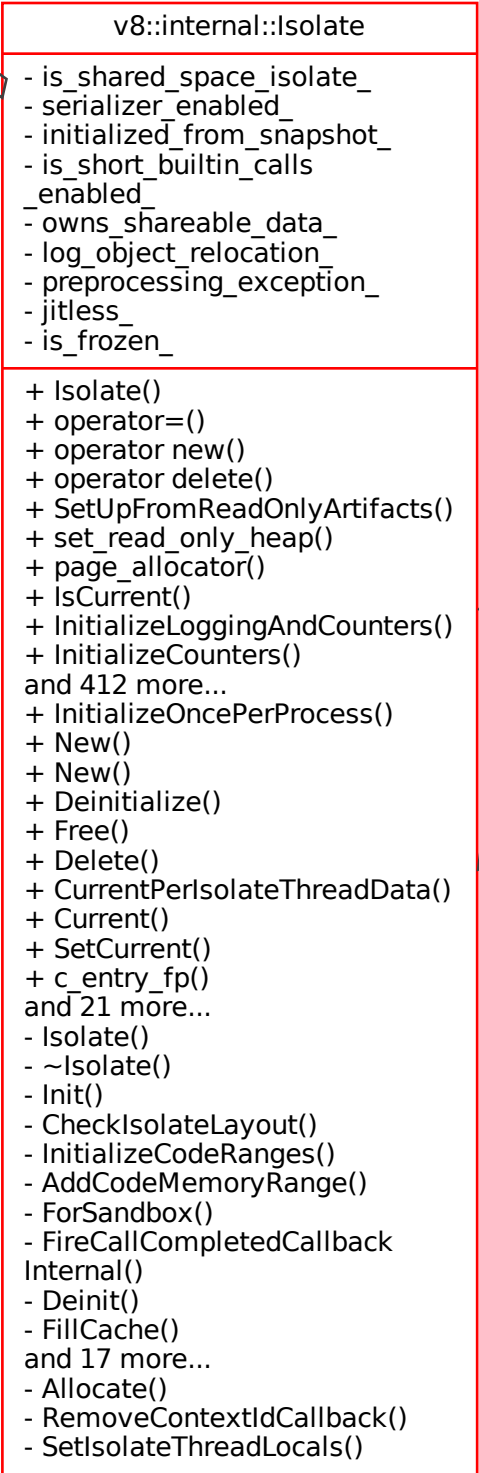 v8::internal::Isolate
- is_shared_space_isolate_
- serializer_enabled_
- initialized_from_snapshot_
- is_short_builtin_calls
_enabled_
- owns_shareable_data_
- log_object_relocation_
- preprocessing_exception_
- jitless_
- is_frozen_
+ Isolate()
+ operator=()
+ operator new()
+ operator delete()
+ SetUpFromReadOnlyArtifacts()
+ set_read_only_heap()
+ page_allocator()
+ IsCurrent()
+ InitializeLoggingAndCounters()
+ InitializeCounters()
and 412 more...
+ InitializeOncePerProcess()
+ New()
+ New()
+ Deinitialize()
+ Free()
+ Delete()
+ CurrentPerIsolateThreadData()
+ Current()
+ SetCurrent()
+ c_entry_fp()
and 21 more...
- Isolate()
- ~Isolate()
- Init()
- CheckIsolateLayout()
- InitializeCodeRanges()
- AddCodeMemoryRange()
- ForSandbox()
- FireCallCompletedCallback
Internal()
- Deinit()
- FillCache()
and 17 more...
- Allocate()
- RemoveContextIdCallback()
- SetIsolateThreadLocals()